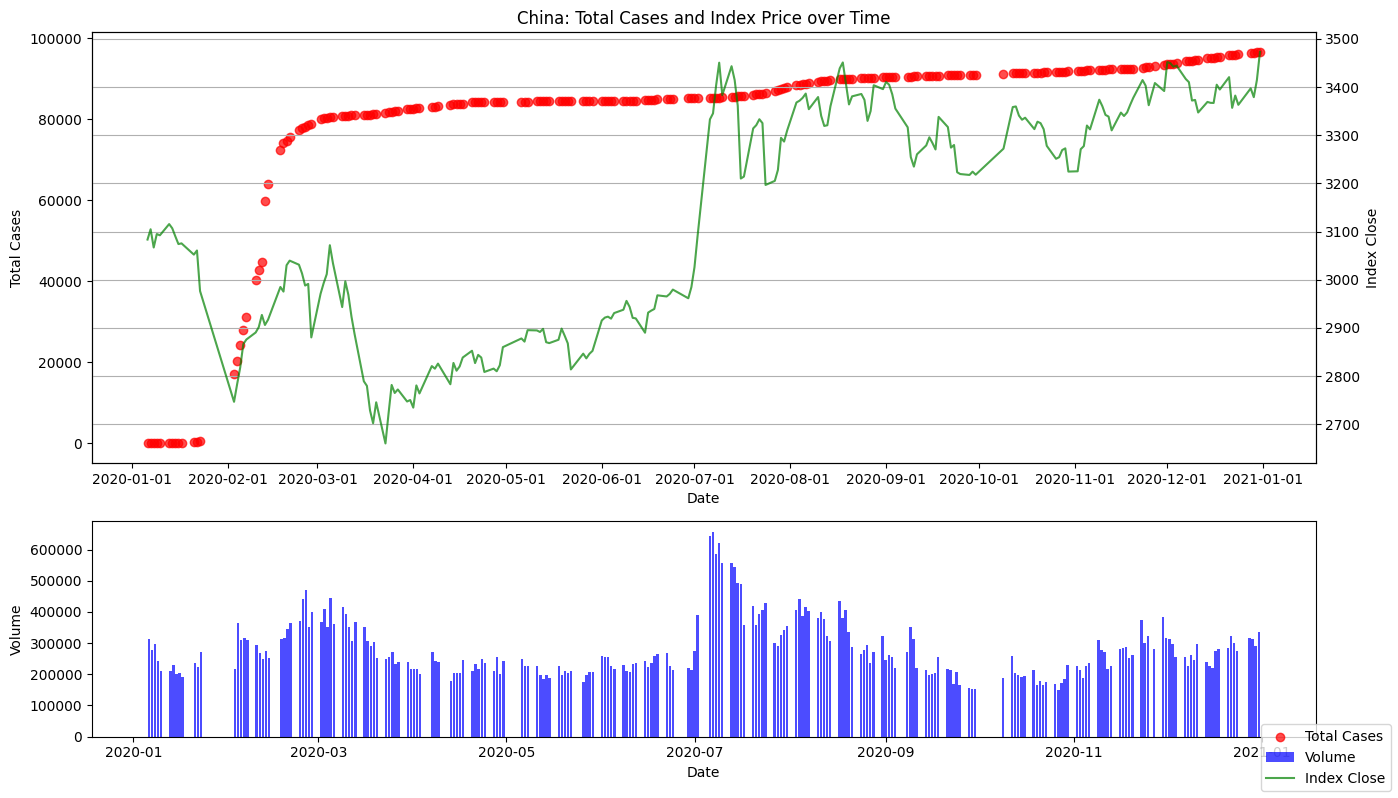 China: Total Cases and Index Price over Time
100000
80000
60000
40000
20000
0
Total Cases
3500
3400
3300
3200
3100
3000
2900
2800
2700
Index Close
2020-01-01 2020-02-01 2020-03-01 2020-04-01 2020-05-01 2020-06-01 2020-07-01 2020-08-01 2020-09-01 2020-10-01 2020-11-01 2020-12-01 2021-01-01
Date
600000
500000
400000
300000
200000
100000
0
Volume
2020-01 2020-03 2020-05 2020-07 2020-09 2020-11 2021-01
Date
Total Cases
Volume
Index Close